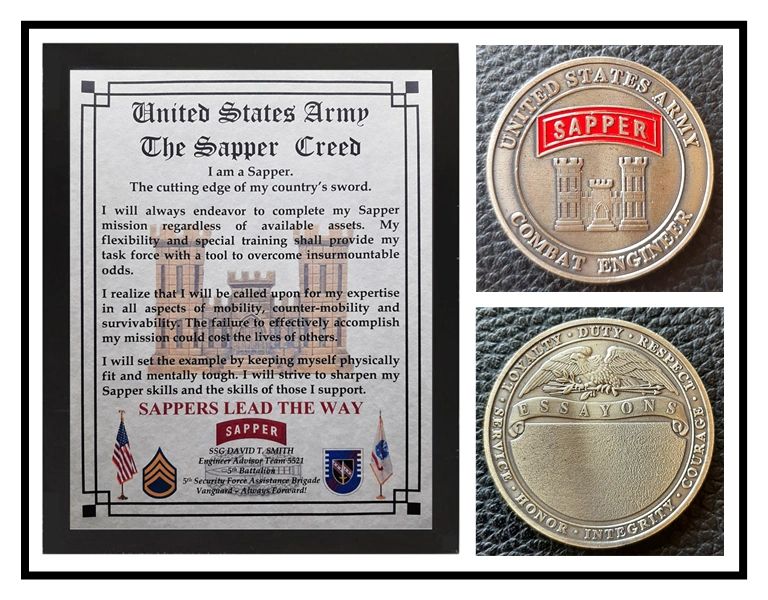 United States Army
The Sapper Creed
I am a Sapper.
The cutting edge of my country's sword.
I will always endeavor to complete my Sapper
mission regardless of available assets. My
flexibility and special training shall provide my
task force with a tool to overcome insurmountable
odds.
I realize that I will be called upon for my expertise
in all aspects of mobility, counter-mobility and
survivability. The failure to effectively accomplish
my mission could cost the lives of others.
I will set the example by keeping myself physically
fit and mentally tough. I will strive to sharpen my
Sapper skills and the skills of those I support.
SAPPERS LEAD THE WAY
SAPPER
SSG DAVID T. SMITH
Engineer Advisor Team 5521
5th Battalion
5th Security Force Assistance Brigade
Vanguard – Always Forward!
UNITED STATES ARMY
SAPPER
COMBAT ENGINEER
SERVICE · LOYALTY · DUTY · RESPECT ·
ESSAYONS
HONOR · INTEGRITY · COURAGE